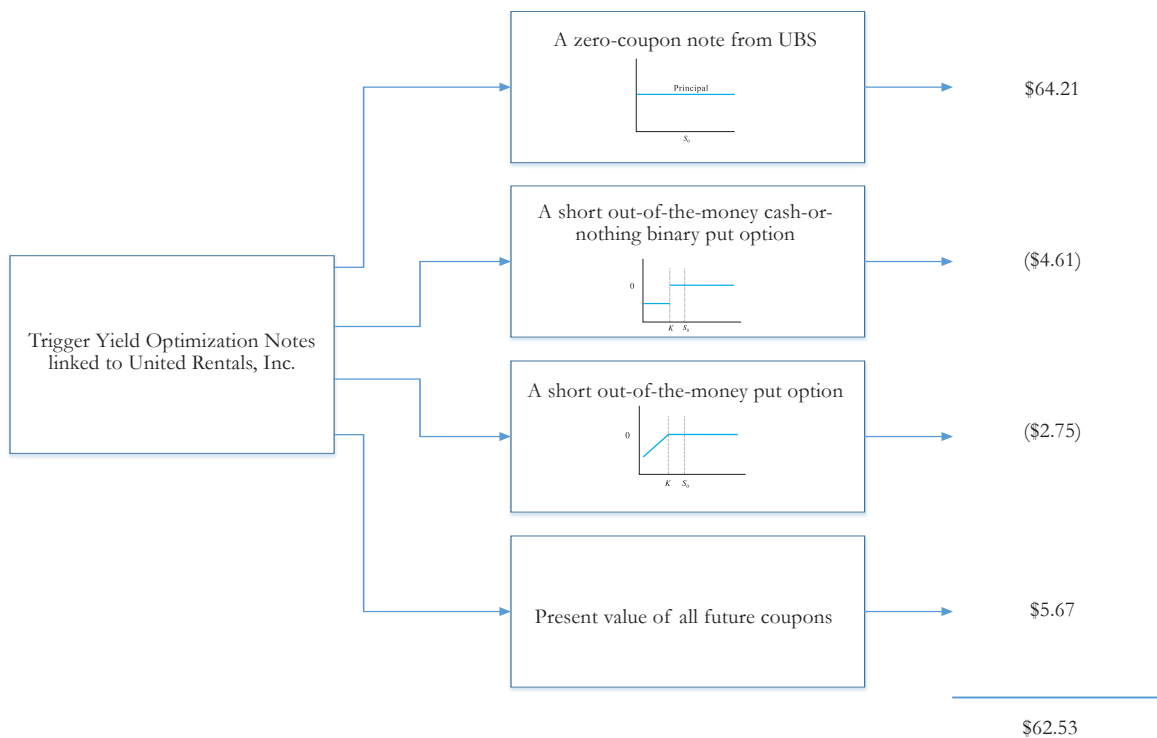 Trigger Yield Optimization Notes
linked to United Rentals, Inc.
A zero-coupon note from UBS
Principal
S₀
$64.21
A short out-of-the-money cash-or-
nothing binary put option
0
K S₀
($4.61)
A short out-of-the-money put option
0
K S₀
($2.75)
Present value of all future coupons
$5.67
$62.53